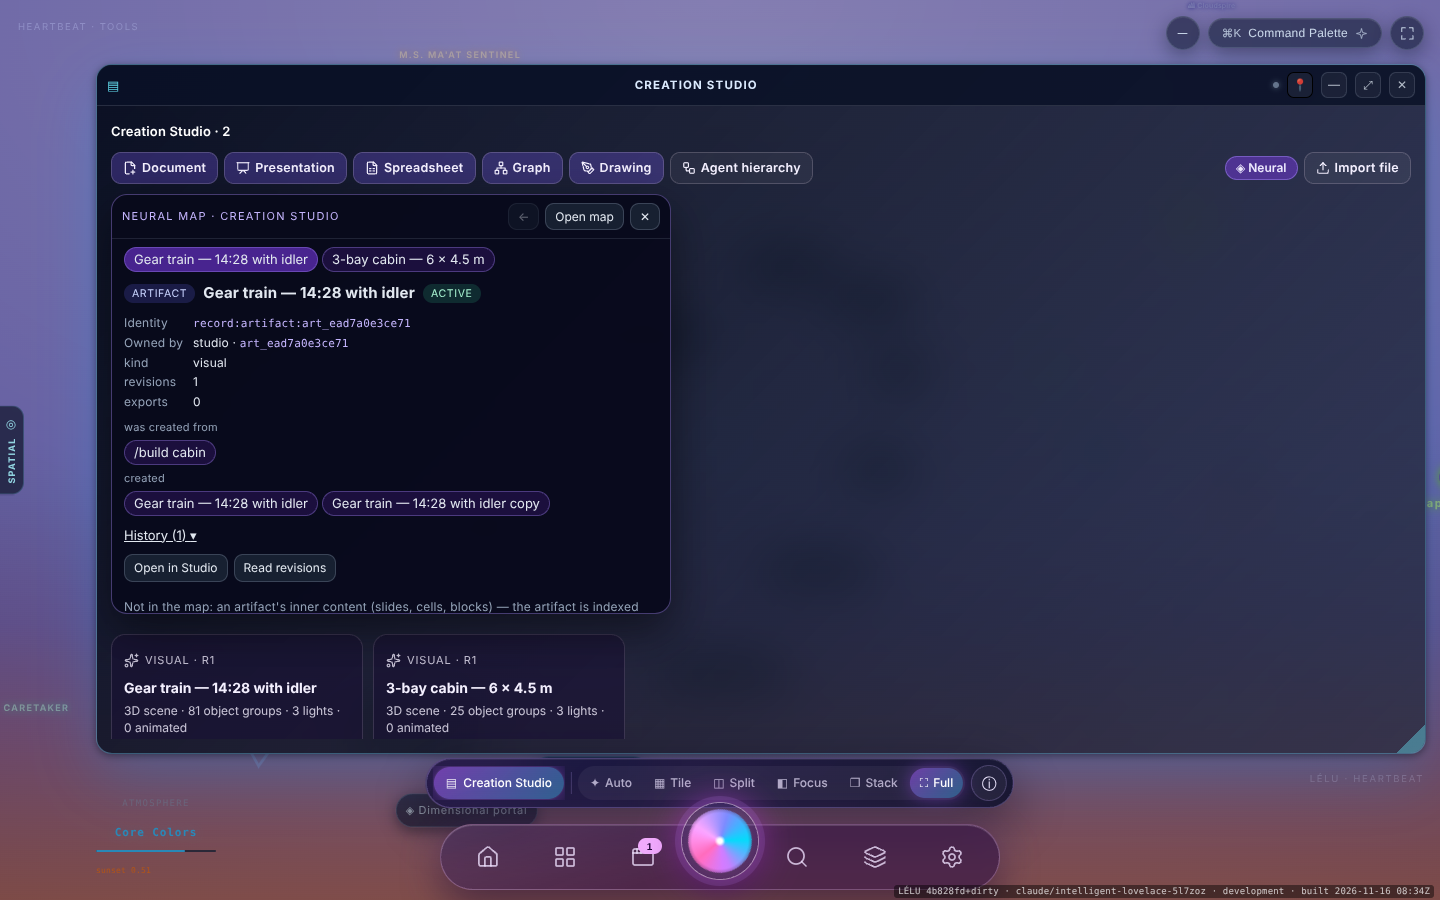 HEARTBEAT · TOOLS
M.S. MA'AT SENTINEL
⌘K Command Palette
CREATION STUDIO
Creation Studio · 2
Document
Presentation
Spreadsheet
Graph
Drawing
Agent hierarchy
◈ Neural
Import file
NEURAL MAP · CREATION STUDIO
← Open map ✕
Gear train — 14:28 with idler
3-bay cabin — 6 × 4.5 m
ARTIFACT Gear train — 14:28 with idler ACTIVE
Identity record:artifact:art_ead7a0e3ce71
Owned by studio · art_ead7a0e3ce71
kind visual
revisions 1
exports 0
was created from
/build cabin
created
Gear train — 14:28 with idler
Gear train — 14:28 with idler copy
History (1) ▾
Open in Studio
Read revisions
Not in the map: an artifact's inner content (slides, cells, blocks) — the artifact is indexed
VISUAL · R1
Gear train — 14:28 with idler
3D scene · 81 object groups · 3 lights ·
0 animated
VISUAL · R1
3-bay cabin — 6 × 4.5 m
3D scene · 25 object groups · 3 lights ·
0 animated
SPATIAL
ap
CARETAKER
LÉLU · HEARTBEAT
Creation Studio
Auto
Tile
Split
Focus
Stack
Full
◈ Dimensional portal
ATMOSPHERE
Core Colors
1
LÉLU 4b828fd+dirty · claude/intelligent-lovelace-5l7zoz · development · built 2026-11-16 08:34Z